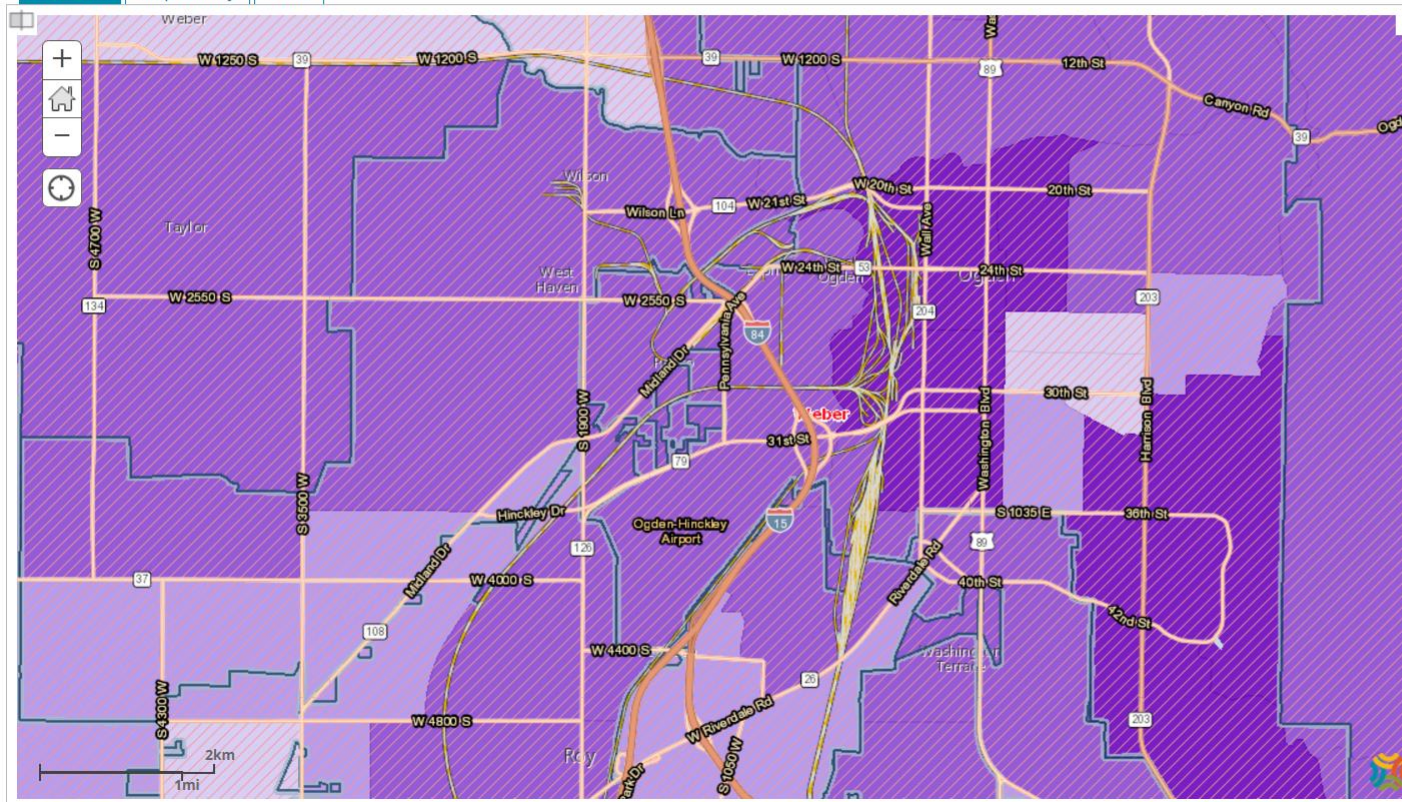 Weber
W 1250 S
39
W 1200 S
39
W 1200 S
89
12th St
Canyon Rd
39
+
−
Wilson
W 20th St
20th St
Wilson Ln
104
W 21st St
Wall Ave
S 4700 W
Taylor
West
Haven
W 24th St
53
Ogden
24th St
Ogden
134
W 2550 S
W 2550 S
Pennsylvania Ave
84
204
203
Midland Dr
S 1900 W
Weber
30th St
Washington Blvd
Harrison Blvd
31st St
79
S 3500 W
Hinckley Dr
Ogden-Hinckley
Airport
15
S 1035 E
36th St
126
89
37
Midland Dr
W 4000 S
Riverdale Rd
40th St
42nd St
108
W 4400 S
Washington
Terrace
26
S 4300 W
W 4800 S
W Riverdale Rd
203
Roy
S 1050 W
Park Dr
2km
1mi